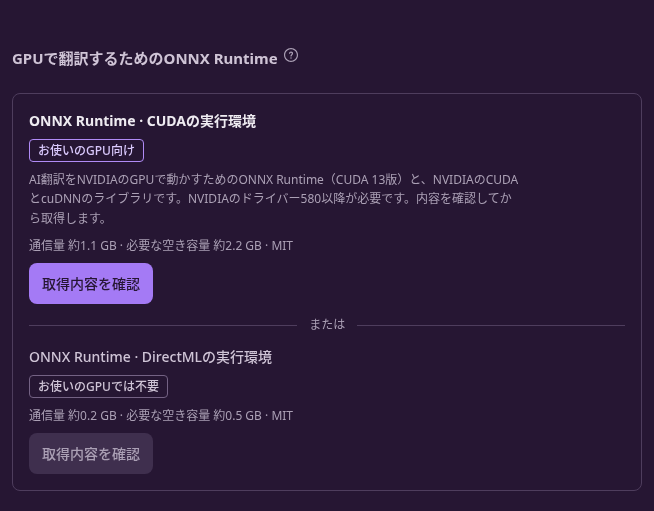 GPUで翻訳するためのONNX Runtime ?
ONNX Runtime · CUDAの実行環境
お使いのGPU向け
AI翻訳をNVIDIAのGPUで動かすためのONNX Runtime（CUDA 13版）と、NVIDIAのCUDA
とcuDNNのライブラリです。NVIDIAのドライバー580以降が必要です。内容を確認してか
ら取得します。
通信量 約1.1 GB · 必要な空き容量 約2.2 GB · MIT
取得内容を確認
または
ONNX Runtime · DirectMLの実行環境
お使いのGPUでは不要
通信量 約0.2 GB · 必要な空き容量 約0.5 GB · MIT
取得内容を確認